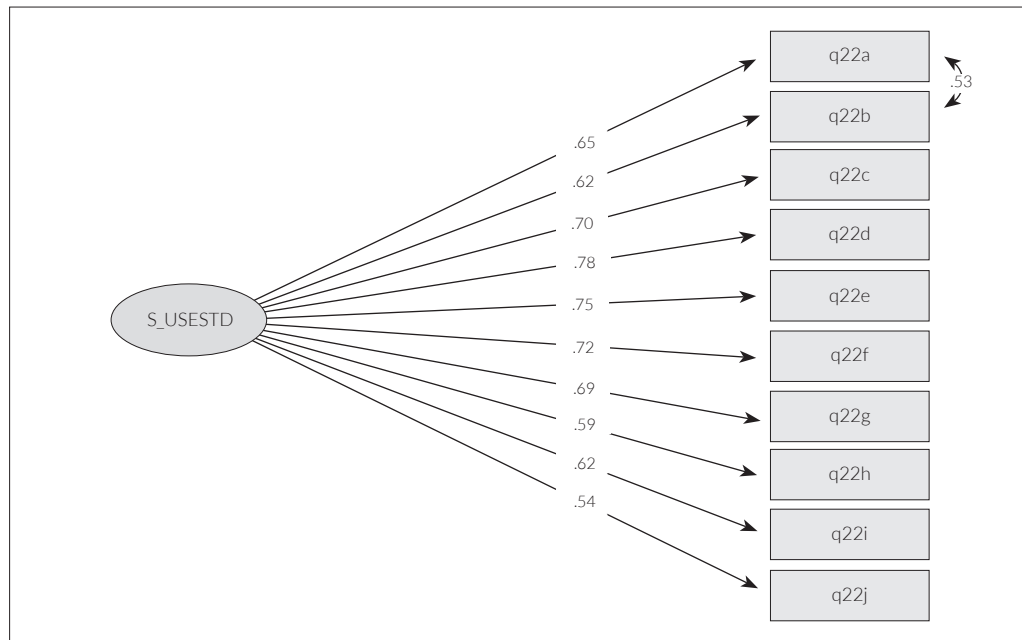 q22a
.53
q22b
.65
.62
q22c
.70
q22d
.78
q22e
.75
S_USESTD
q22f
.72
.69
q22g
.59
q22h
.62
.54
q22i
q22j